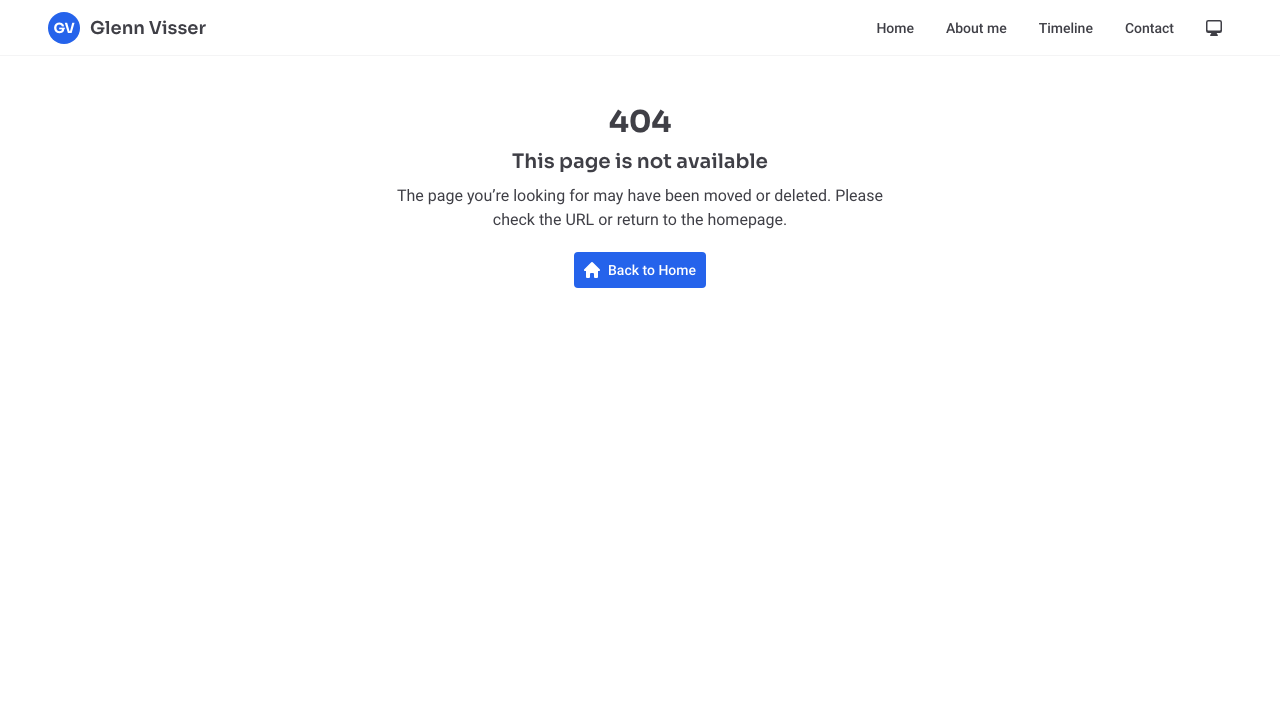 GV Glenn Visser
Home About me Timeline Contact
404
This page is not available
The page you’re looking for may have been moved or deleted. Please
check the URL or return to the homepage.
Back to Home